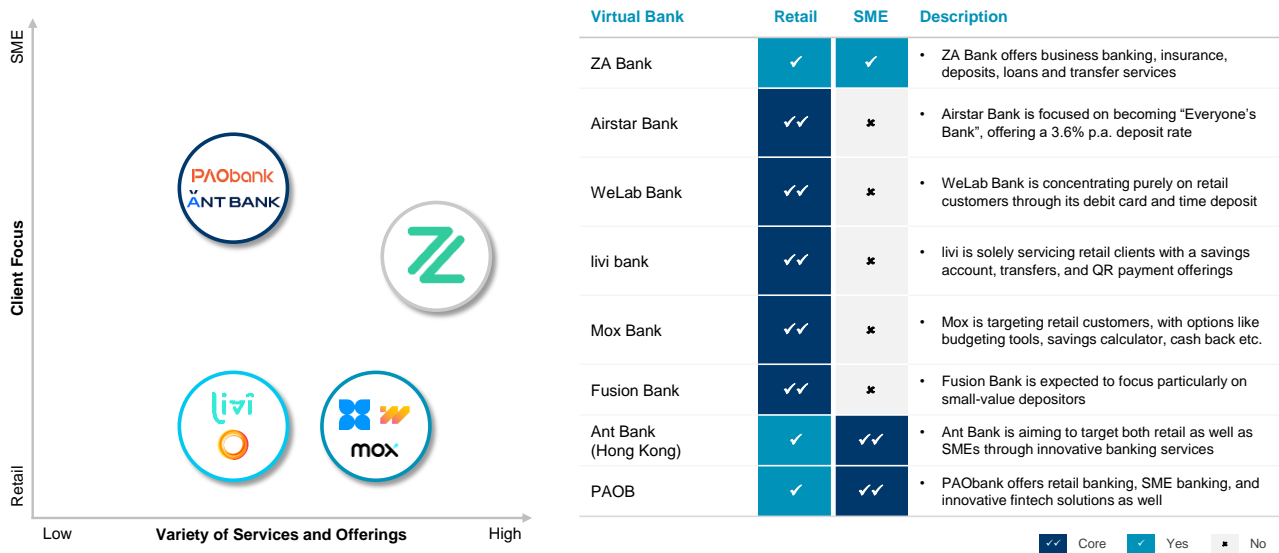 SME
Client Focus
Retail
PAObank
ANT BANK
livi
mox
Low
Variety of Services and Offerings
High
Virtual Bank Retail SME Description
ZA Bank ✓ ✓ • ZA Bank offers business banking, insurance,
deposits, loans and transfer services
Airstar Bank ✓✓ ✖ • Airstar Bank is focused on becoming “Everyone’s
Bank”, offering a 3.6% p.a. deposit rate
WeLab Bank ✓✓ ✖ • WeLab Bank is concentrating purely on retail
customers through its debit card and time deposit
livi bank ✓✓ ✖ • livi is solely servicing retail clients with a savings
account, transfers, and QR payment offerings
Mox Bank ✓✓ ✖ • Mox is targeting retail customers, with options like
budgeting tools, savings calculator, cash back etc.
Fusion Bank ✓✓ ✖ • Fusion Bank is expected to focus particularly on
small-value depositors
Ant Bank
(Hong Kong) ✓ ✓✓ • Ant Bank is aiming to target both retail as well as
SMEs through innovative banking services
PAOB ✓ ✓✓ • PAObank offers retail banking, SME banking, and
innovative fintech solutions as well
✓✓ Core ✓ Yes ✖ No